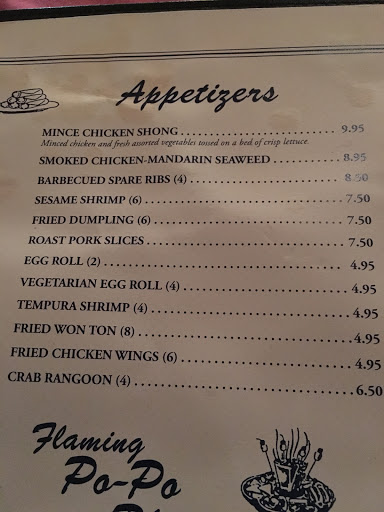 Appetizers
MINCE CHICKEN SHONG 9.95
Minced chicken and fresh assorted vegetables tossed on a bed of crisp lettuce.
SMOKED CHICKEN-MANDARIN SEAWEED 8.95
BARBECUED SPARE RIBS (4) 8.50
SESAME SHRIMP (6) 7.50
FRIED DUMPLING (6) 7.50
ROAST PORK SLICES 7.50
EGG ROLL (2) 4.95
VEGETARIAN EGG ROLL (4) 4.95
TEMPURA SHRIMP (4) 4.95
FRIED WON TON (8) 4.95
FRIED CHICKEN WINGS (6) 4.95
CRAB RANGOON (4) 6.50
Flaming
Po-Po